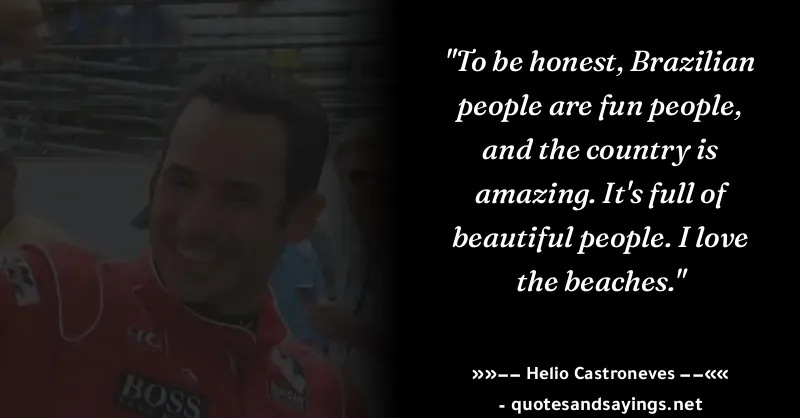 "To be honest, Brazilian
people are fun people,
and the country is
amazing. It's full of
beautiful people. I love
the beaches."
»»−− Helio Castroneves −−««
- quotesandsayings.net
BOSS